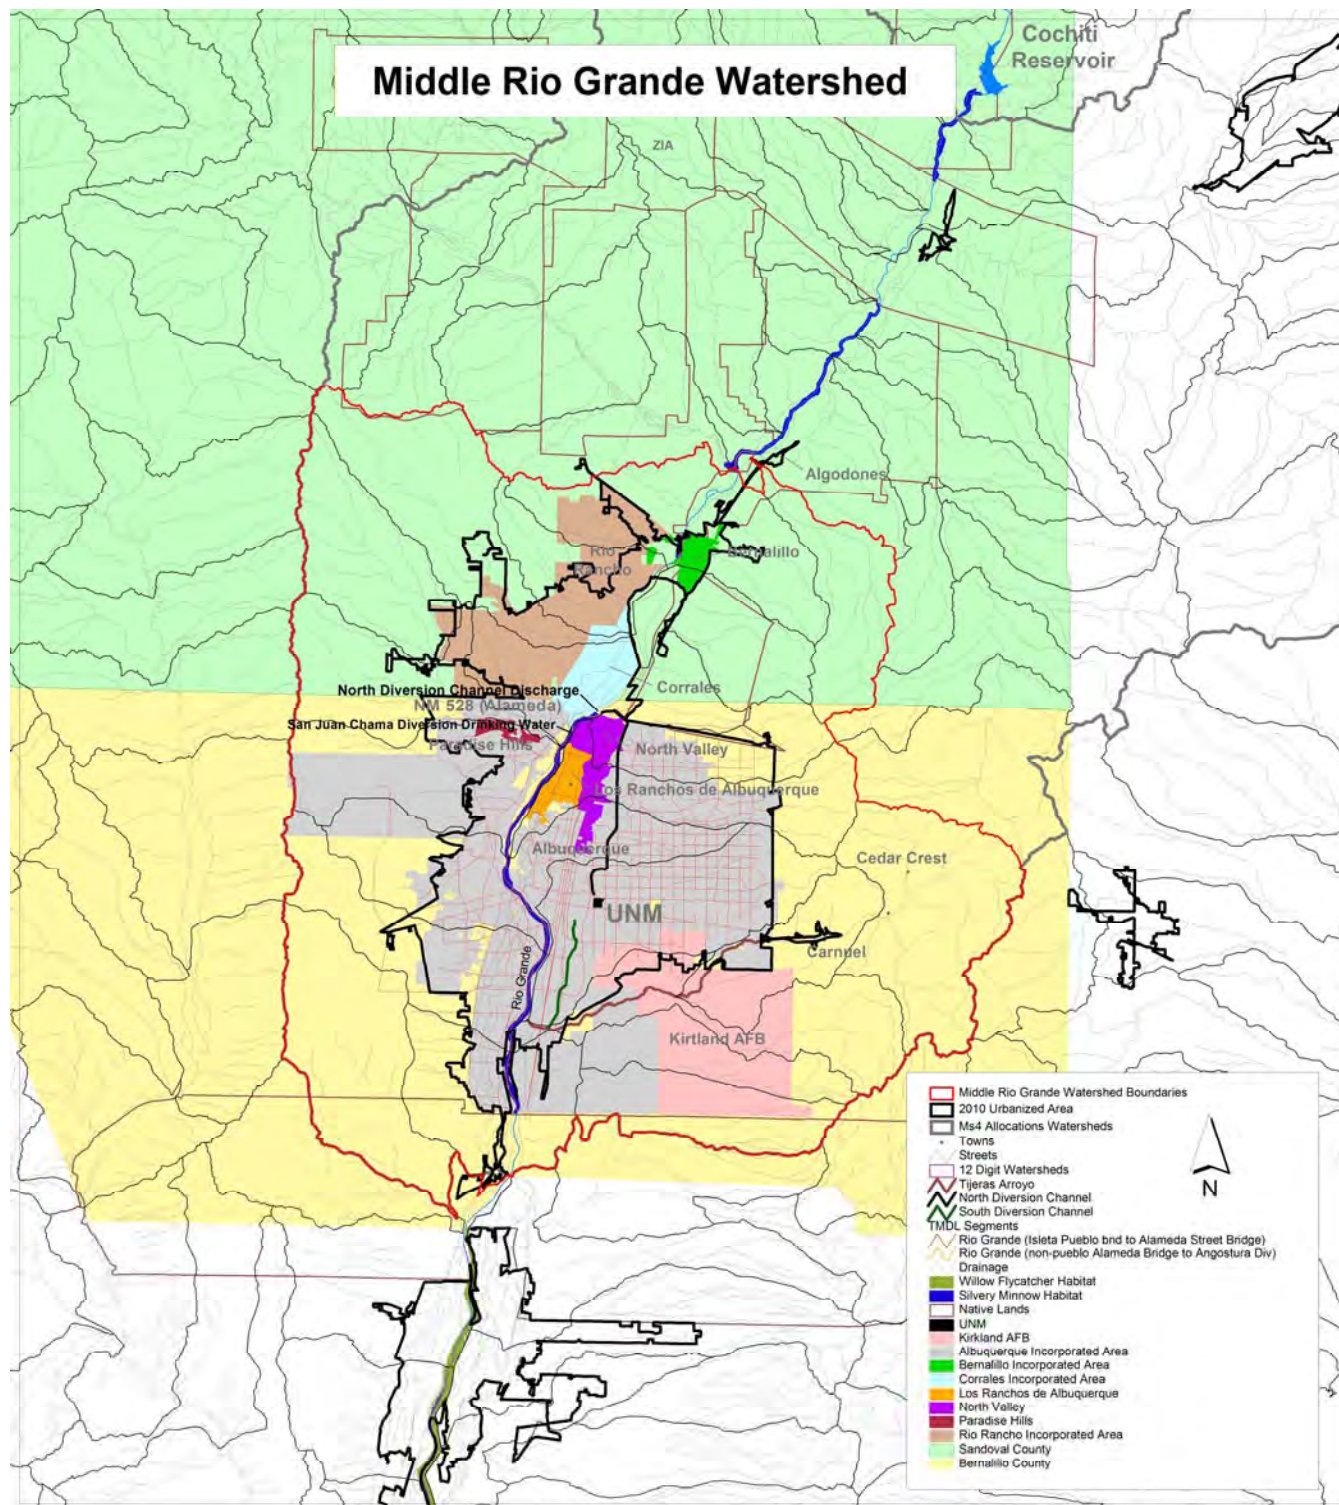 Cochiti
Reservoir
Middle Rio Grande Watershed
ZIA
Algodones
Rio
Rancho
Bernalillo
Corrales
North Diversion Channel Discharge
NM 528 (Alameda)
San Juan Chama Diversion Drinking Water
Paradise Hills
North Valley
Los Ranchos de Albuquerque
Albuquerque
Cedar Crest
UNM
Carnuel
Rio Grande
Kirtland AFB
Middle Rio Grande Watershed Boundaries
2010 Urbanized Area
Ms4 Allocations Watersheds
Towns
Streets
12 Digit Watersheds
Tijeras Arroyo
North Diversion Channel
South Diversion Channel
TMDL Segments
Rio Grande (Isleta Pueblo bnd to Alameda Street Bridge)
Rio Grande (non-pueblo Alameda Bridge to Angostura Div)
Drainage
Willow Flycatcher Habitat
Silvery Minnow Habitat
Native Lands
UNM
Kirkland AFB
Albuquerque Incorporated Area
Bernalillo Incorporated Area
Corrales Incorporated Area
Los Ranchos de Albuquerque
North Valley
Paradise Hills
Rio Rancho Incorporated Area
Sandoval County
Bernalillo County
N